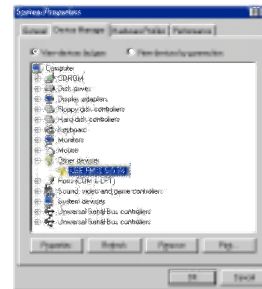 System Properties
General Device Manager Hardware Profiles Performance
View devices by type View devices by connection
Computer
CDROM
Disk drives
Display adapters
Floppy disk controllers
Hard disk controllers
Keyboard
Monitors
Mouse
Other devices
Ports (COM & LPT)
Sound, video and game controllers
System devices
Universal Serial Bus controllers
Universal Serial Bus controllers
Properties Refresh Remove Print...
OK